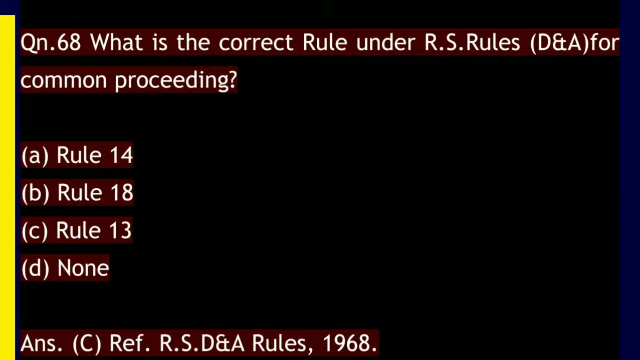 Qn.68 What is the correct Rule under R.S.Rules (D&A)for
common proceeding?
(a) Rule 14
(b) Rule 18
(c) Rule 13
(d) None
Ans. (C) Ref. R.S.D&A Rules, 1968.